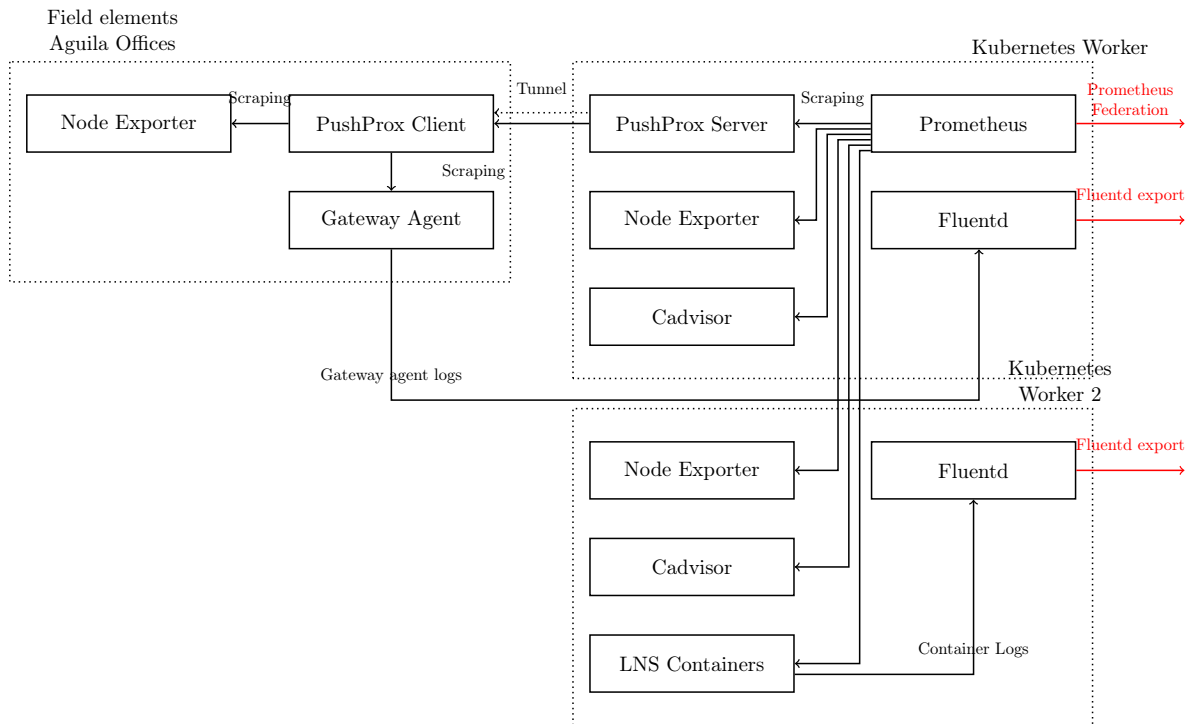 Field elements
Aguila Offices
Kubernetes Worker
Node Exporter
Scraping
PushProx Client
Tunnel
PushProx Server
Scraping
Prometheus
Prometheus
Federation
Scraping
Gateway Agent
Node Exporter
Fluentd
Fluentd export
Cadvisor
Gateway agent logs
Kubernetes
Worker 2
Node Exporter
Fluentd
Fluentd export
Cadvisor
LNS Containers
Container Logs